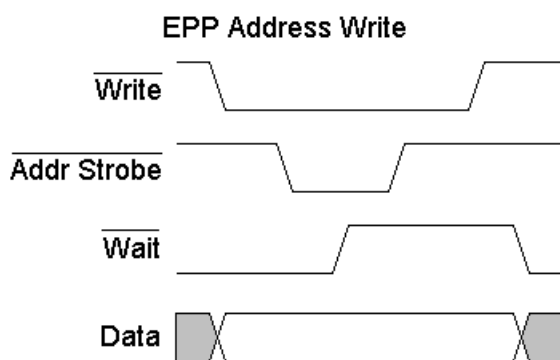 EPP Address Write
Write
Addr Strobe
Wait
Data